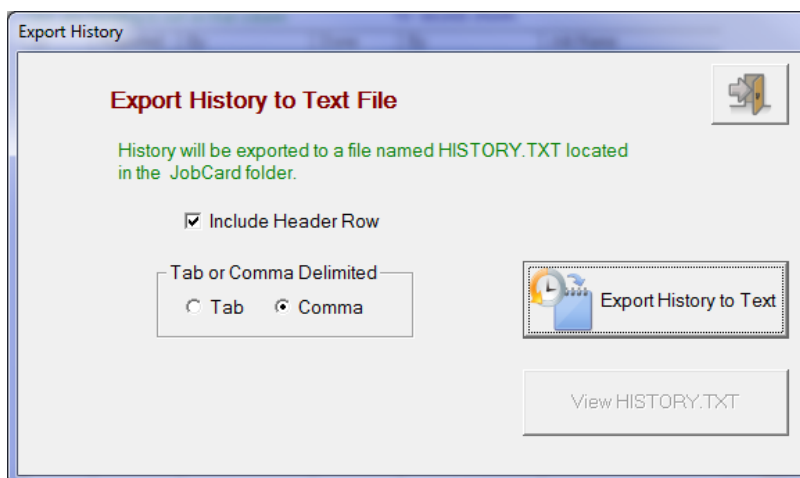 Export History
Export History to Text File
History will be exported to a file named HISTORY.TXT located
in the JobCard folder.
Include Header Row
Tab or Comma Delimited
Tab Comma
Export History to Text
View HISTORY.TXT